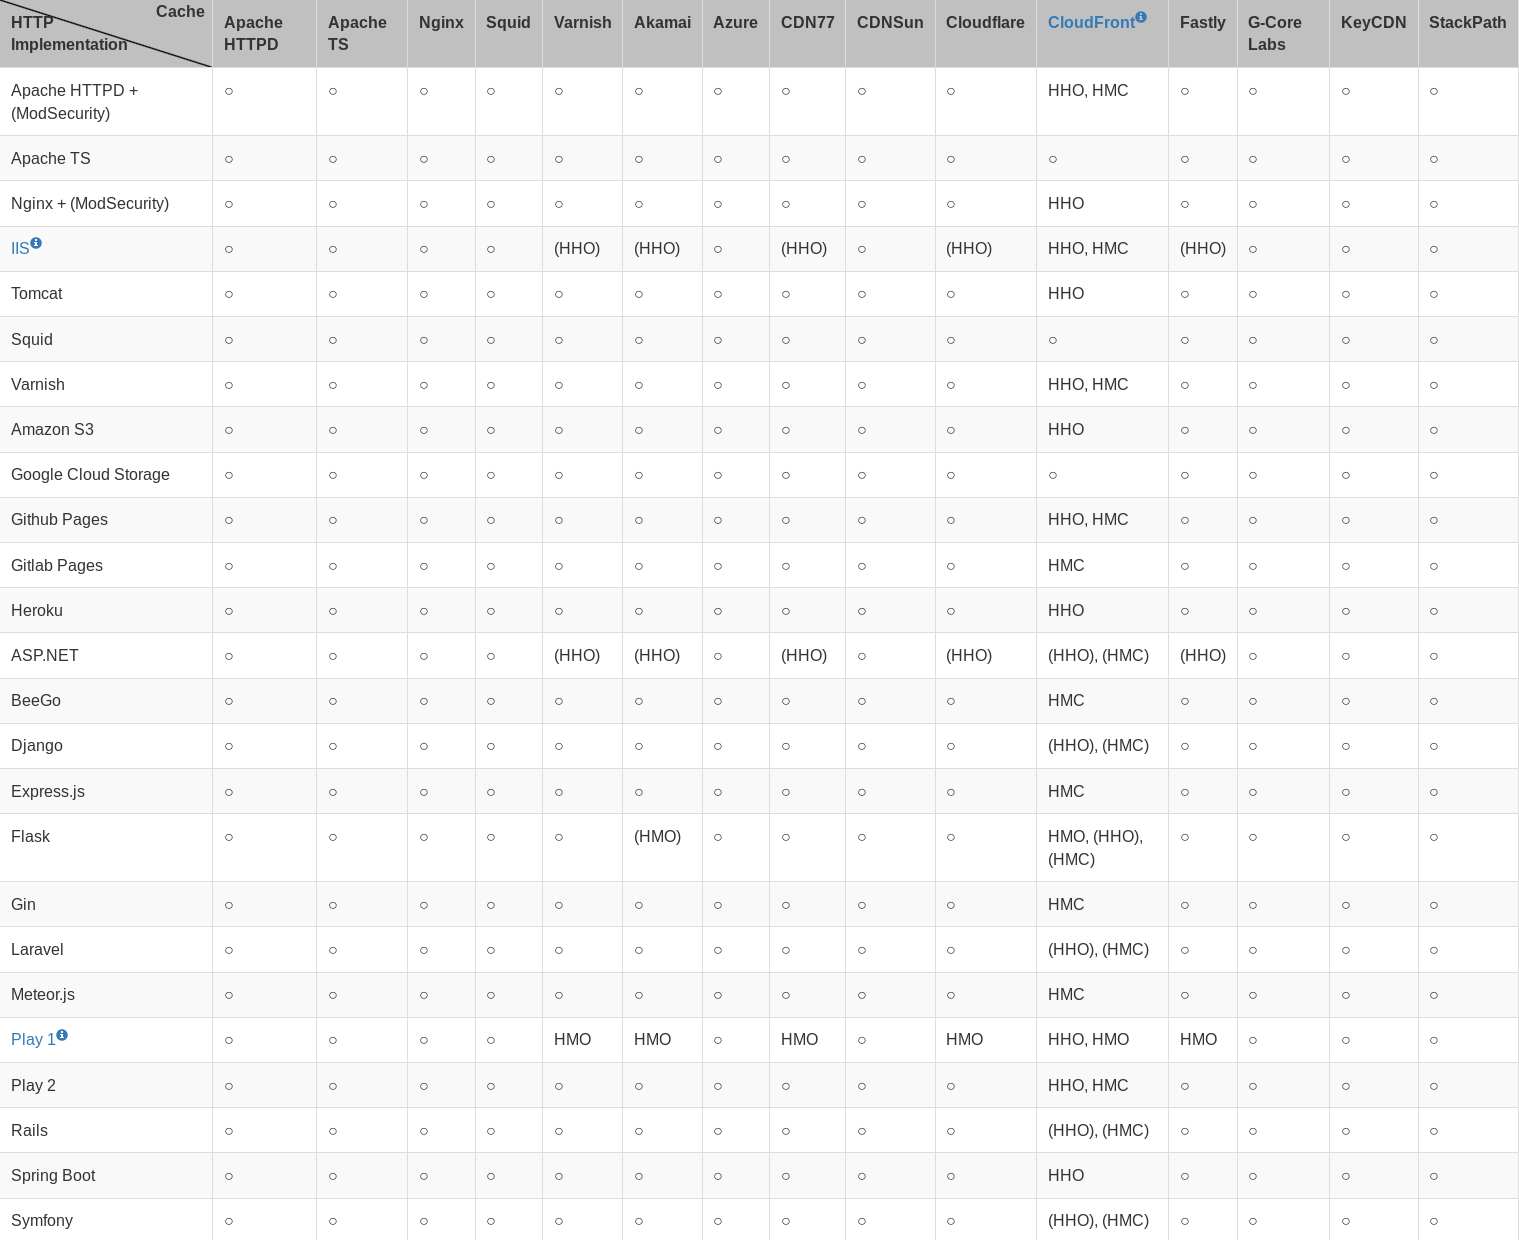 Cache
HTTP Implementation Apache HTTPD Apache TS Nginx Squid Varnish Akamai Azure CDN77 CDNSun Cloudflare CloudFront Fastly G-Core Labs KeyCDN StackPath
Apache HTTPD + (ModSecurity) ○ ○ ○ ○ ○ ○ ○ ○ ○ ○ HHO, HMC ○ ○ ○ ○
Apache TS ○ ○ ○ ○ ○ ○ ○ ○ ○ ○ ○ ○ ○ ○ ○
Nginx + (ModSecurity) ○ ○ ○ ○ ○ ○ ○ ○ ○ ○ HHO ○ ○ ○ ○
IIS ○ ○ ○ ○ (HHO) (HHO) ○ (HHO) ○ (HHO) HHO, HMC (HHO) ○ ○ ○
Tomcat ○ ○ ○ ○ ○ ○ ○ ○ ○ ○ HHO ○ ○ ○ ○
Squid ○ ○ ○ ○ ○ ○ ○ ○ ○ ○ ○ ○ ○ ○ ○
Varnish ○ ○ ○ ○ ○ ○ ○ ○ ○ ○ HHO, HMC ○ ○ ○ ○
Amazon S3 ○ ○ ○ ○ ○ ○ ○ ○ ○ ○ HHO ○ ○ ○ ○
Google Cloud Storage ○ ○ ○ ○ ○ ○ ○ ○ ○ ○ ○ ○ ○ ○ ○
Github Pages ○ ○ ○ ○ ○ ○ ○ ○ ○ ○ HHO, HMC ○ ○ ○ ○
Gitlab Pages ○ ○ ○ ○ ○ ○ ○ ○ ○ ○ HMC ○ ○ ○ ○
Heroku ○ ○ ○ ○ ○ ○ ○ ○ ○ ○ HHO ○ ○ ○ ○
ASP.NET ○ ○ ○ ○ (HHO) (HHO) ○ (HHO) ○ (HHO) (HHO), (HMC) (HHO) ○ ○ ○
BeeGo ○ ○ ○ ○ ○ ○ ○ ○ ○ ○ HMC ○ ○ ○ ○
Django ○ ○ ○ ○ ○ ○ ○ ○ ○ ○ (HHO), (HMC) ○ ○ ○ ○
Express.js ○ ○ ○ ○ ○ ○ ○ ○ ○ ○ HMC ○ ○ ○ ○
Flask ○ ○ ○ ○ ○ (HMO) ○ ○ ○ ○ HMO, (HHO), (HMC) ○ ○ ○ ○
Gin ○ ○ ○ ○ ○ ○ ○ ○ ○ ○ HMC ○ ○ ○ ○
Laravel ○ ○ ○ ○ ○ ○ ○ ○ ○ ○ (HHO), (HMC) ○ ○ ○ ○
Meteor.js ○ ○ ○ ○ ○ ○ ○ ○ ○ ○ HMC ○ ○ ○ ○
Play 1 ○ ○ ○ ○ HMO HMO ○ HMO ○ HMO HHO, HMO HMO ○ ○ ○
Play 2 ○ ○ ○ ○ ○ ○ ○ ○ ○ ○ HHO, HMC ○ ○ ○ ○
Rails ○ ○ ○ ○ ○ ○ ○ ○ ○ ○ (HHO), (HMC) ○ ○ ○ ○
Spring Boot ○ ○ ○ ○ ○ ○ ○ ○ ○ ○ HHO ○ ○ ○ ○
Symfony ○ ○ ○ ○ ○ ○ ○ ○ ○ ○ (HHO), (HMC) ○ ○ ○ ○